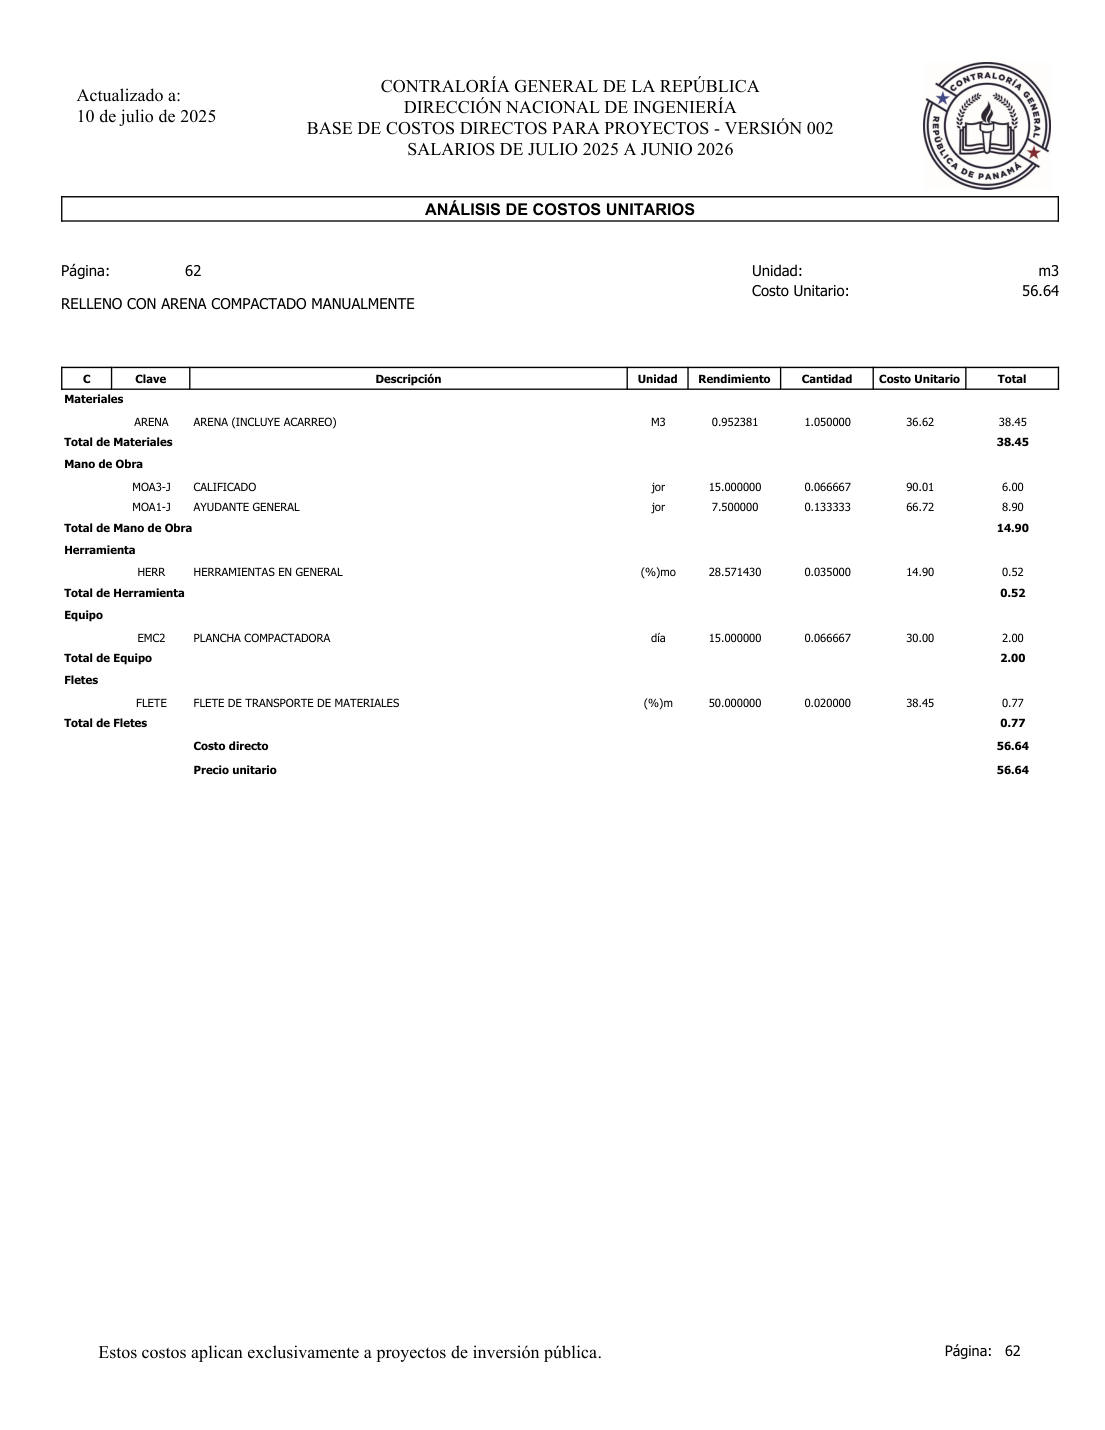 Actualizado a:
10 de julio de 2025
CONTRALORÍA GENERAL DE LA REPÚBLICA
DIRECCIÓN NACIONAL DE INGENIERÍA
BASE DE COSTOS DIRECTOS PARA PROYECTOS - VERSIÓN 002
SALARIOS DE JULIO 2025 A JUNIO 2026
CONTRALORÍA GENERAL
REPÚBLICA DE PANAMÁ
ANÁLISIS DE COSTOS UNITARIOS
Página: 62 Unidad: m3
Costo Unitario: 56.64
RELLENO CON ARENA COMPACTADO MANUALMENTE
C Clave Descripción Unidad Rendimiento Cantidad Costo Unitario Total
Materiales
ARENA ARENA (INCLUYE ACARREO) M3 0.952381 1.050000 36.62 38.45
Total de Materiales 38.45
Mano de Obra
MOA3-J CALIFICADO jor 15.000000 0.066667 90.01 6.00
MOA1-J AYUDANTE GENERAL jor 7.500000 0.133333 66.72 8.90
Total de Mano de Obra 14.90
Herramienta
HERR HERRAMIENTAS EN GENERAL (%)mo 28.571430 0.035000 14.90 0.52
Total de Herramienta 0.52
Equipo
EMC2 PLANCHA COMPACTADORA día 15.000000 0.066667 30.00 2.00
Total de Equipo 2.00
Fletes
FLETE FLETE DE TRANSPORTE DE MATERIALES (%)m 50.000000 0.020000 38.45 0.77
Total de Fletes 0.77
Costo directo 56.64
Precio unitario 56.64
Estos costos aplican exclusivamente a proyectos de inversión pública.
Página: 62